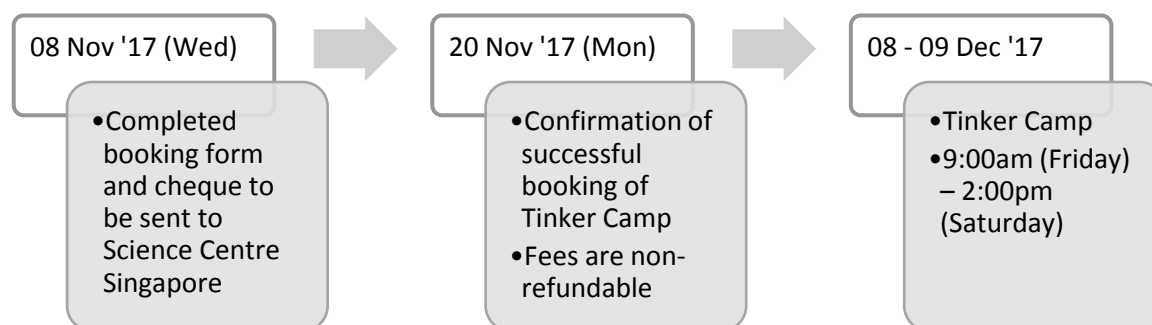 08 Nov '17 (Wed)
•Completed
booking form
and cheque to
be sent to
Science Centre
Singapore
20 Nov '17 (Mon)
•Confirmation of
successful
booking of
Tinker Camp
•Fees are non-
refundable
08 - 09 Dec '17
•Tinker Camp
•9:00am (Friday)
– 2:00pm
(Saturday)